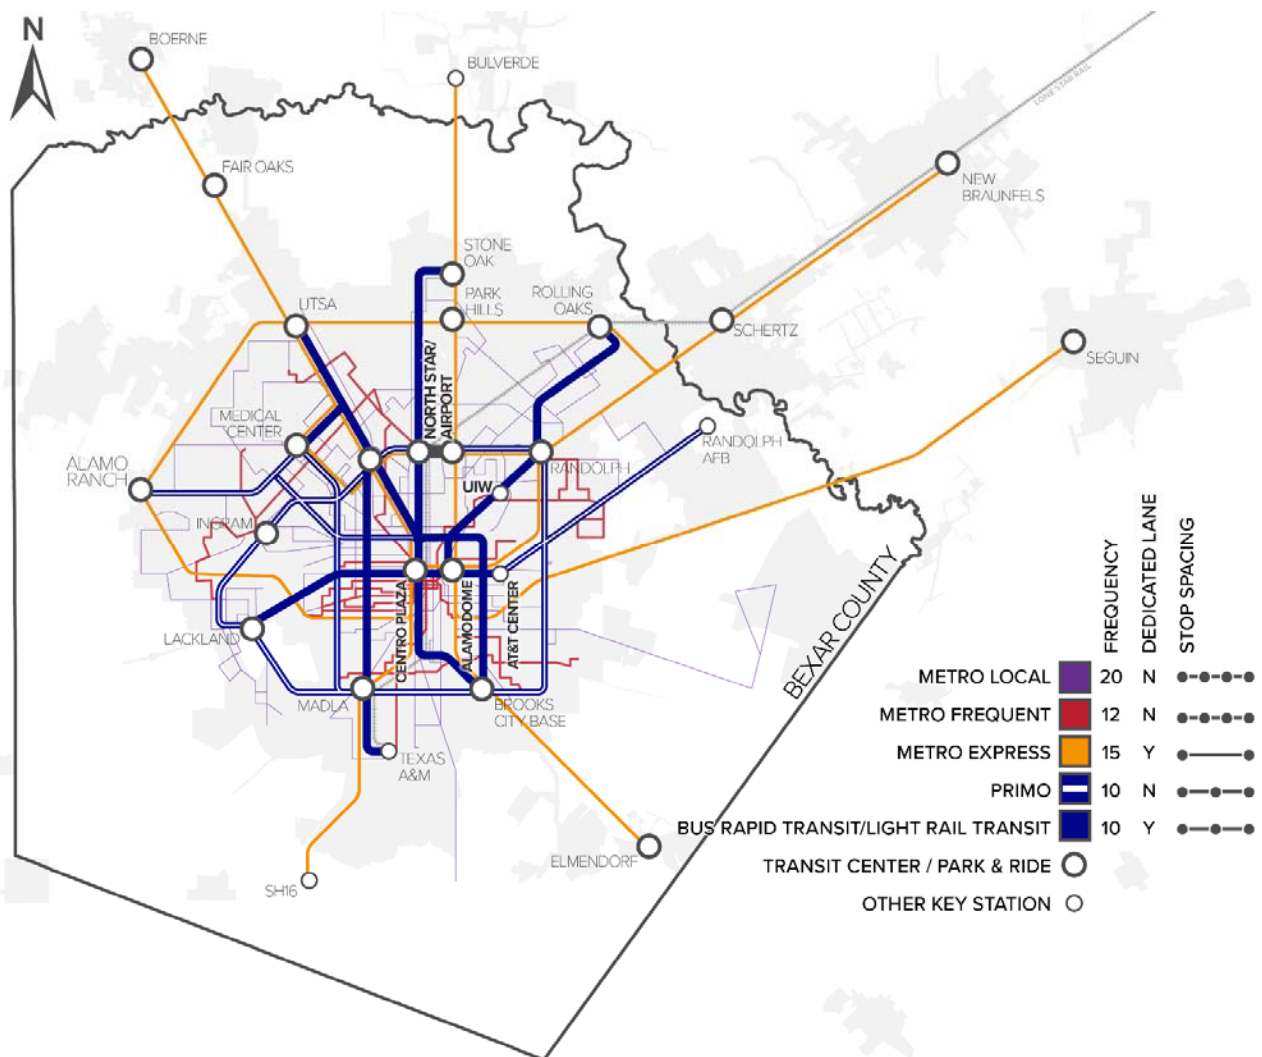 N
BOERNE
BULVERDE
LONE STAR RAIL
FAIR OAKS
NEW
BRAUNFELS
STONE
OAK
UTSA
PARK
HILLS
ROLLING
OAKS
SCHERTZ
SEGUIN
NORTH STAR/
AIRPORT
MEDICAL
CENTER
RANDOLPH
AFB
ALAMO
RANCH
RANDOLPH
UIW
INGRAM
CENTRO PLAZA
ALAMODOME
AT&T CENTER
LACKLAND
MADLA
BROOKS
CITY BASE
TEXAS
A&M
ELMENDORF
SH16
BEXAR COUNTY
FREQUENCY
DEDICATED LANE
STOP SPACING
METRO LOCAL 20 N
METRO FREQUENT 12 N
METRO EXPRESS 15 Y
PRIMO 10 N
BUS RAPID TRANSIT/LIGHT RAIL TRANSIT 10 Y
TRANSIT CENTER / PARK & RIDE
OTHER KEY STATION